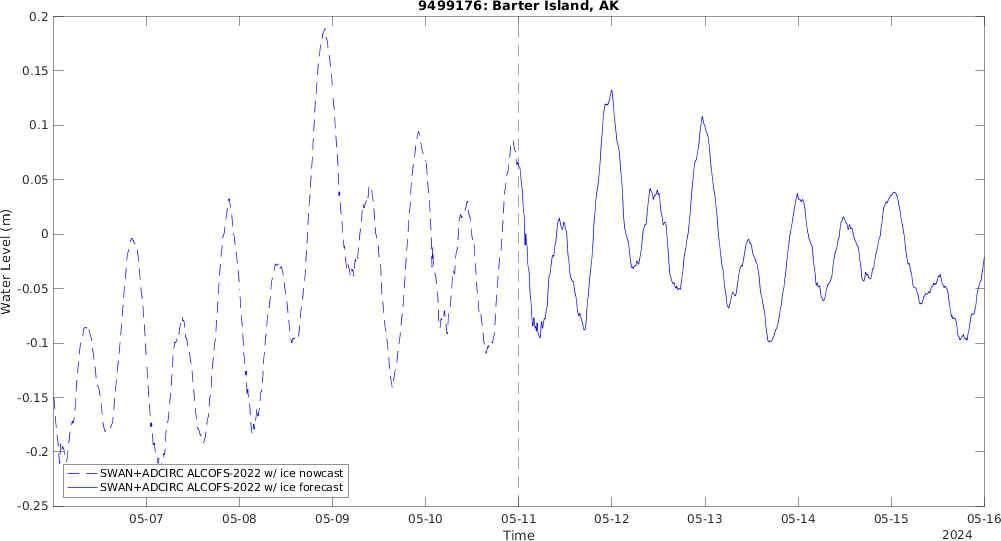 9499176: Barter Island, AK
0.2
0.15
0.1
0.05
0
-0.05
-0.1
-0.15
-0.2
-0.25
Water Level (m)
SWAN+ADCIRC ALCOFS-2022 w/ ice nowcast
SWAN+ADCIRC ALCOFS-2022 w/ ice forecast
05-07 05-08 05-09 05-10 05-11 05-12 05-13 05-14 05-15 05-16
Time
2024